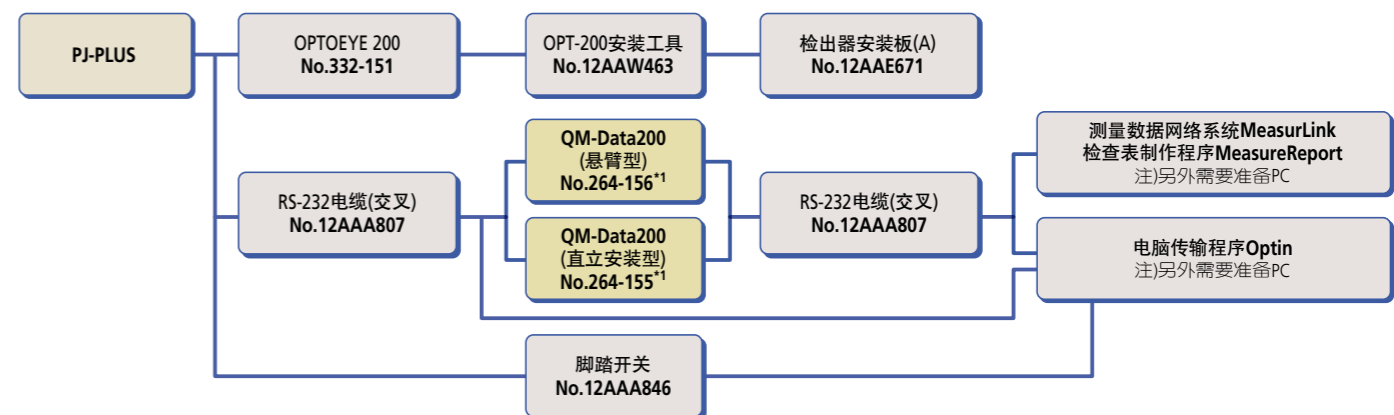 PJ-PLUS
OPTOEYE 200
No.332-151
OPT-200安装工具
No.12AAW463
检出器安装板(A)
No.12AAE671
RS-232电缆(交叉)
No.12AAA807
QM-Data200
(悬臂型)
No.264-156*1
QM-Data200
(直立安装型)
No.264-155*1
RS-232电缆(交叉)
No.12AAA807
测量数据网络系统MeasurLink
检查表制作程序MeasureReport
注)另外需要准备PC
电脑传输程序Optin
注)另外需要准备PC
脚踏开关
No.12AAA846